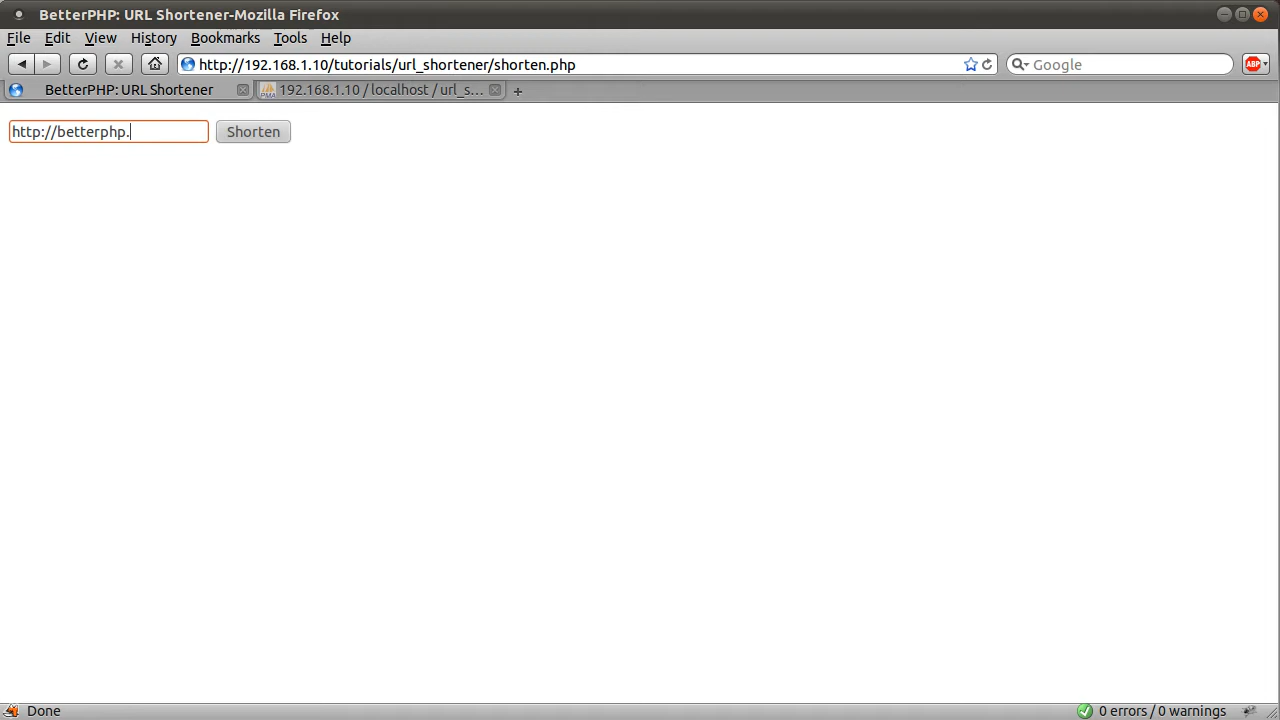 BetterPHP: URL Shortener-Mozilla Firefox
File Edit View History Bookmarks Tools Help
http://192.168.1.10/tutorials/url_shortener/shorten.php Google ABP
BetterPHP: URL Shortener PMA 192.168.1.10 / localhost / url_s... +
http://betterphp. Shorten
Done 0 errors / 0 warnings